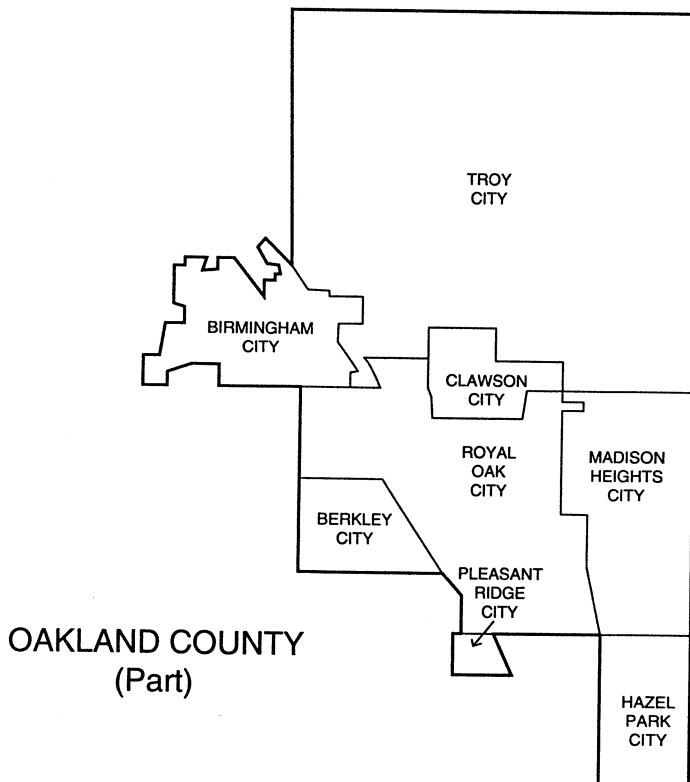 TROY
CITY
BIRMINGHAM
CITY
CLAWSON
CITY
ROYAL
OAK
CITY
MADISON
HEIGHTS
CITY
BERKLEY
CITY
PLEASANT
RIDGE
CITY
OAKLAND COUNTY
(Part)
HAZEL
PARK
CITY